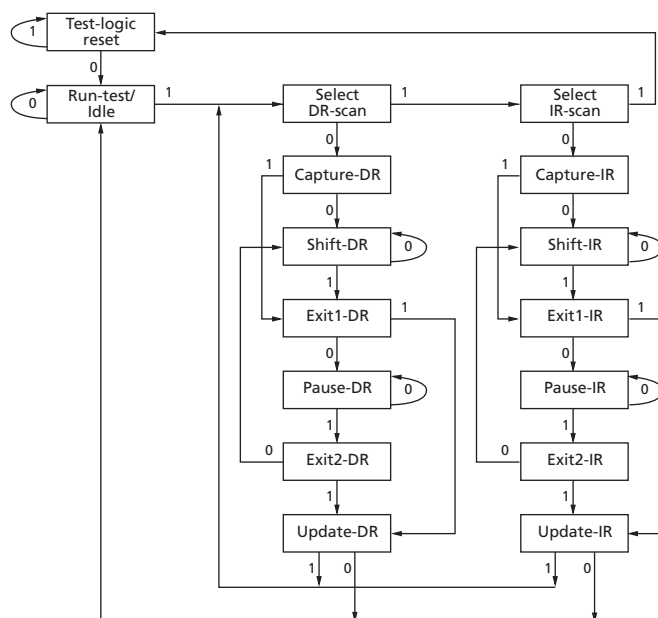 Test-logic
reset
1
0
Run-test/
Idle
0
1
Select
DR-scan
1
Select
IR-scan
1
0
0
1
Capture-DR
1
Capture-IR
0
0
Shift-DR
0
Shift-IR
0
1
1
Exit1-DR
1
Exit1-IR
1
0
0
Pause-DR
0
Pause-IR
0
1
1
0
Exit2-DR
0
Exit2-IR
1
1
Update-DR
Update-IR
1
0
1
0